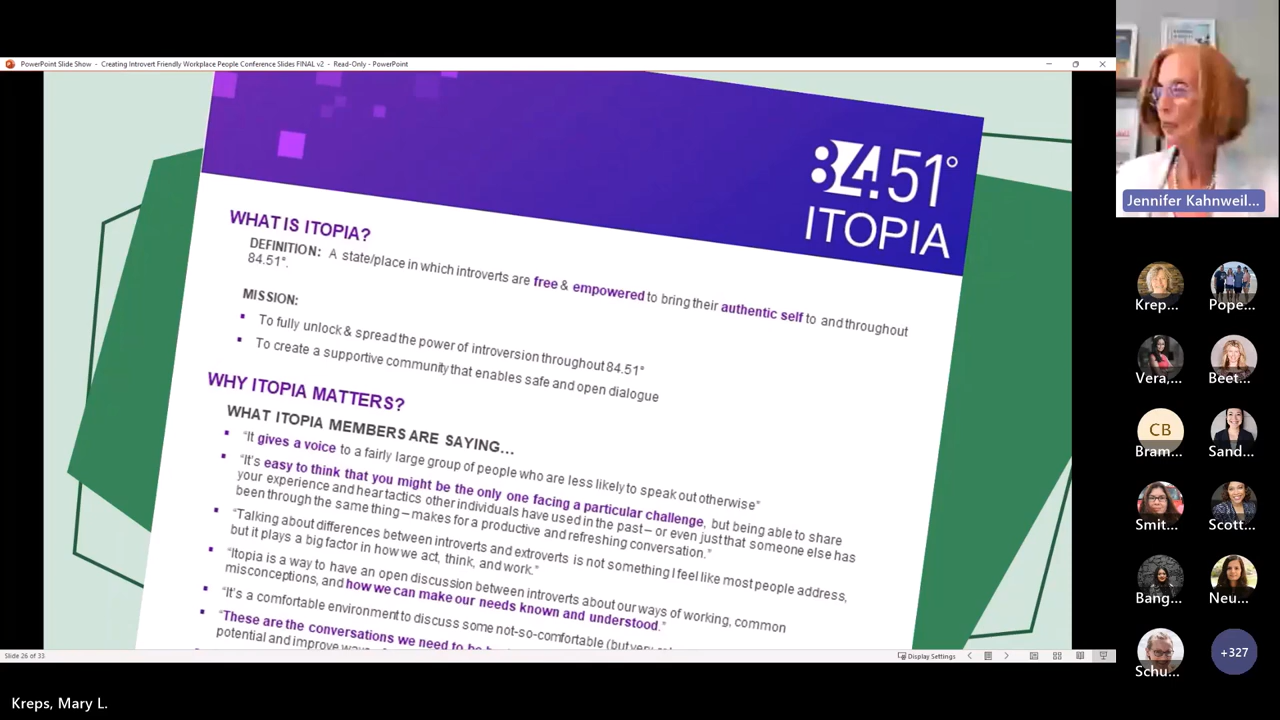 PowerPoint Slide Show - Creating Introvert Friendly Workplace People Conference Slides FINAL v2 - Read-Only - PowerPoint
84.51°
ITOPIA
WHAT IS ITOPIA?
DEFINITION: A state/place in which introverts are free & empowered to bring their authentic self to and throughout
84.51°.
MISSION:
▪ To fully unlock & spread the power of introversion throughout 84.51°
▪ To create a supportive community that enables safe and open dialogue
WHY ITOPIA MATTERS?
WHAT ITOPIA MEMBERS ARE SAYING…
▪ “It gives a voice to a fairly large group of people who are less likely to speak out otherwise”
▪ “It’s easy to think that you might be the only one facing a particular challenge, but being able to share
your experience and hear tactics other individuals have used in the past – or even just that someone else has
been through the same thing – makes for a productive and refreshing conversation.”
▪ “Talking about differences between introverts and extroverts is not something I feel like most people address,
but it plays a big factor in how we act, think, and work.”
▪ “Itopia is a way to have an open discussion between introverts about our ways of working, common
misconceptions, and how we can make our needs known and understood.”
▪ “It’s a comfortable environment to discuss some not-so-comfortable (but very
▪ “These are the conversations we need to be
potential and improve
Slide 26 of 33
Display Settings
Jennifer Kahnweil...
Krep...
Pope...
Vera,...
Beet...
CB
Bram...
Sand...
Smit...
Scott...
Bang...
Neu...
Schu...
+327
Kreps, Mary L.